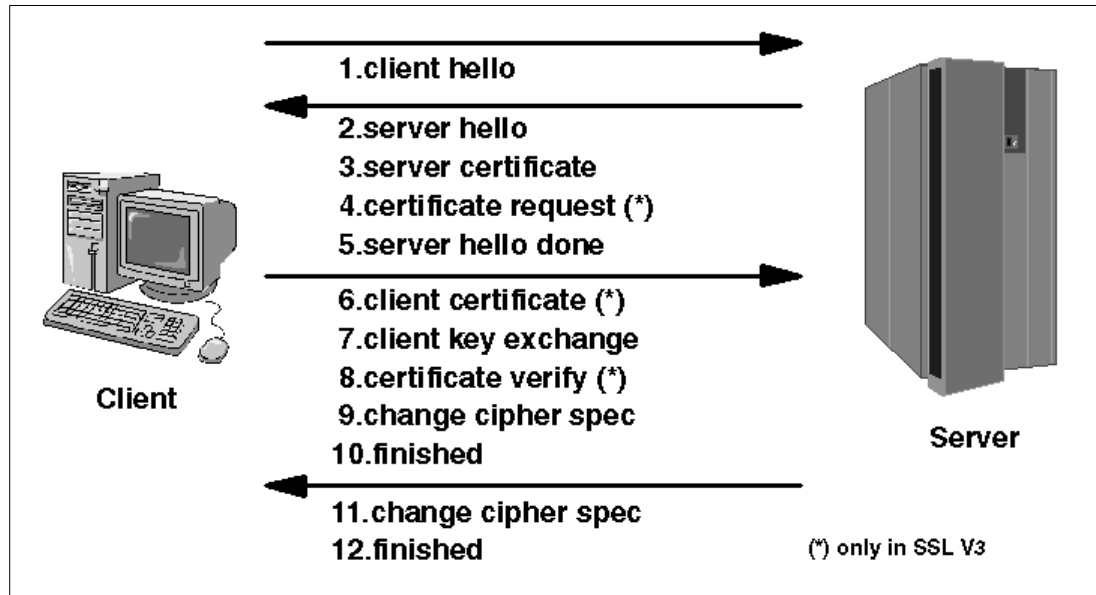 1.client hello
2.server hello
3.server certificate
4.certificate request (*)
5.server hello done
6.client certificate (*)
7.client key exchange
8.certificate verify (*)
9.change cipher spec
10.finished
Client
Server
11.change cipher spec
12.finished
(*) only in SSL V3